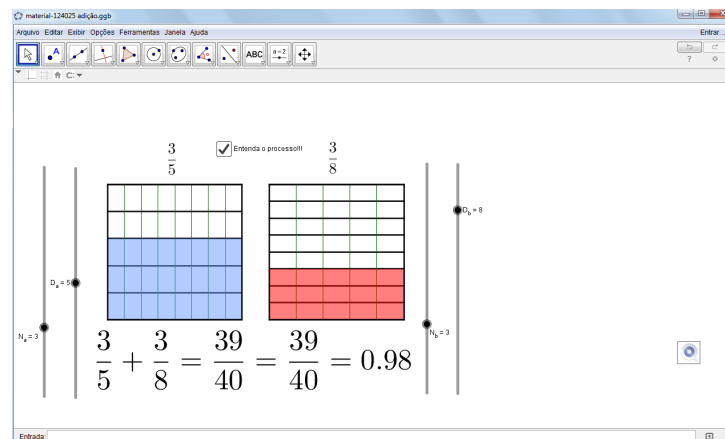 material-124025 adição.ggb
Arquivo Editar Exibir Opções Ferramentas Janela Ajuda
Entrar...
ABC
a=2
Entenda o processo!!!
3/5
3/8
D_a = 5
N_a = 3
D_b = 8
N_b = 3
3/5 + 3/8 = 39/40 = 39/40 = 0.98
Entrada: